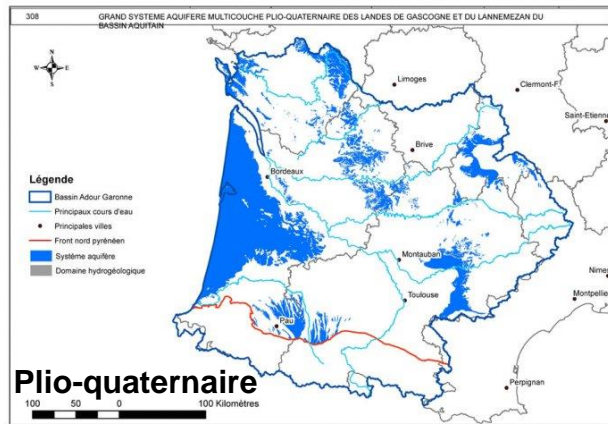 308
GRAND SYSTEME AQUIFERE MULTICOUCHE PLIO-QUATERNAIRE DES LANDES DE GASCOGNE ET DU LANNEMEZAN DU
BASSIN AQUITAIN
N
W E
S
Limoges
Clermont-F
Saint-Etienne
Brive
Bordeaux
Légende
Bassin Adour Garonne
Principaux cours d'eau
Principales villes
Front nord pyrénéen
Système aquifère
Domaine hydrogéologique
Montauban
Nimes
Toulouse
Montpellier
Pau
Perpignan
Plio-quaternaire
100 50 0 100 Kilomètres